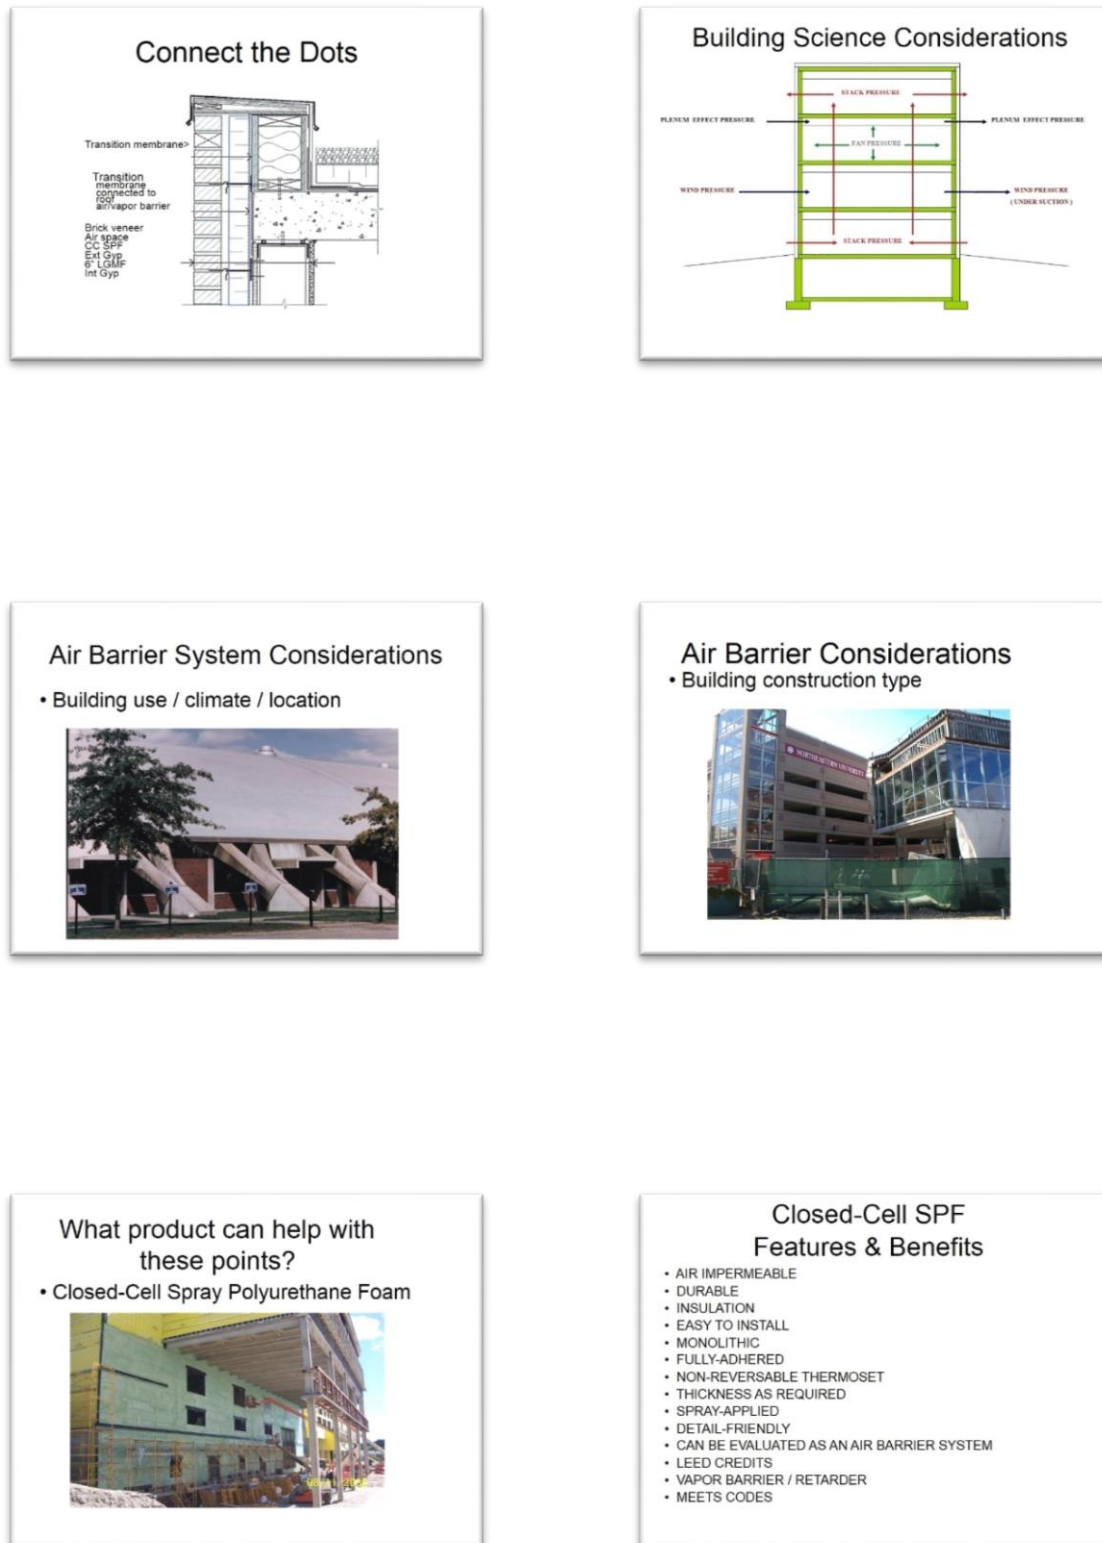 Connect the Dots
Transition membrane>
Transition
membrane
connected to
roof
air/vapor barrier
Brick veneer
Air space
CC SPF
Ext Gyp
6" LGMF
Int Gyp
Building Science Considerations
STACK PRESSURE
PLENUM EFFECT PRESSURE
PLENUM EFFECT PRESSURE
FAN PRESSURE
WIND PRESSURE
WIND PRESSURE
( UNDER SUCTION )
STACK PRESSURE
Air Barrier System Considerations
• Building use / climate / location
Air Barrier Considerations
• Building construction type
NORTHEASTERN UNIVERSITY
What product can help with
these points?
• Closed-Cell Spray Polyurethane Foam
Closed-Cell SPF
Features & Benefits
• AIR IMPERMEABLE
• DURABLE
• INSULATION
• EASY TO INSTALL
• MONOLITHIC
• FULLY-ADHERED
• NON-REVERSABLE THERMOSET
• THICKNESS AS REQUIRED
• SPRAY-APPLIED
• DETAIL-FRIENDLY
• CAN BE EVALUATED AS AN AIR BARRIER SYSTEM
• LEED CREDITS
• VAPOR BARRIER / RETARDER
• MEETS CODES